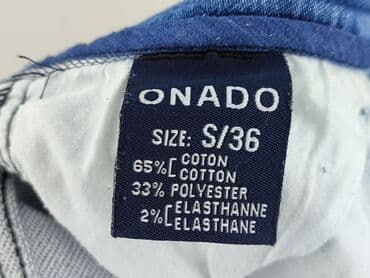 ONADO
SIZE: S/36
65% [ COTON
COTTON
33% POLYESTER
2% [ ELASTHANNE
ELASTHANE